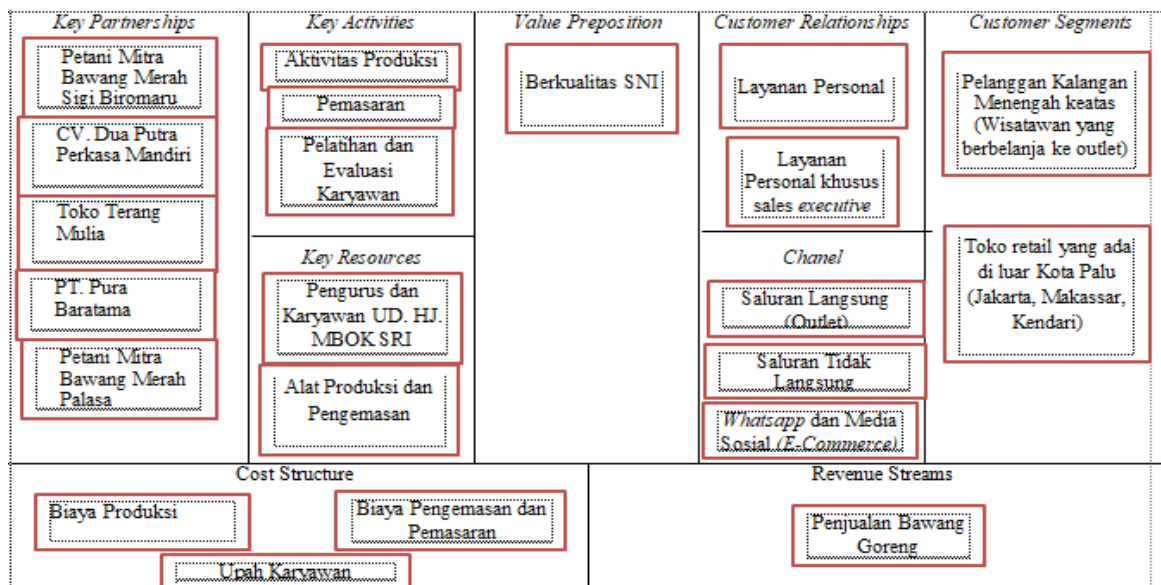 Key Partnerships
Petani Mitra
Bawang Merah
Sigi Biromaru
CV. Dua Putra
Perkasa Mandiri
Toko Terang
Mulia
PT. Pura
Baratama
Petani Mitra
Bawang Merah
Palasa
Key Activities
Aktivitas Produksi
Pemasaran
Pelatihan dan
Evaluasi
Karyawan
Key Resources
Pengurus dan
Karyawan UD. HJ.
MBOK SRI
Alat Produksi dan
Pengemasan
Value Preposition
Berkualitas SNI
Customer Relationships
Layanan Personal
Layanan
Personal khusus
sales executive
Chanel
Saluran Langsung
(Outlet)
Saluran Tidak
Langsung
Whatsapp dan Media
Sosial (E-Commerce)
Customer Segments
Pelanggan Kalangan
Menengah keatas
(Wisatawan yang
berbelanja ke outlet)
Toko retail yang ada
di luar Kota Palu
(Jakarta, Makassar,
Kendari)
Cost Structure
Biaya Produksi
Biaya Pengemasan dan
Pemasaran
Upah Karyawan
Revenue Streams
Penjualan Bawang
Goreng